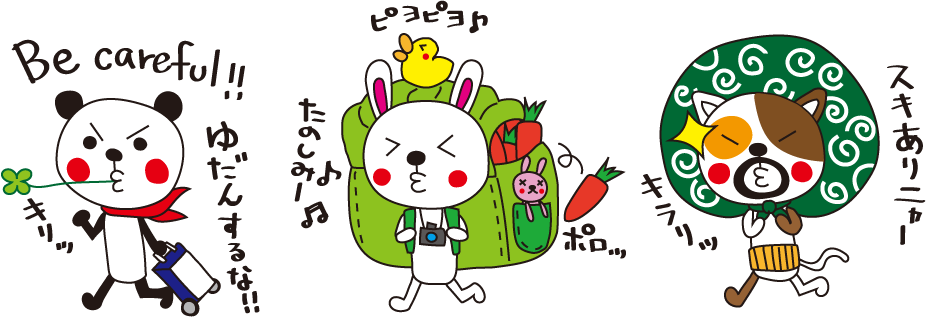 Be careful!!
ゆだんするな!!
キリッ
ピヨピヨ♪
たのしみー♪♫
ポロッ
スキありニャー
キラリッ